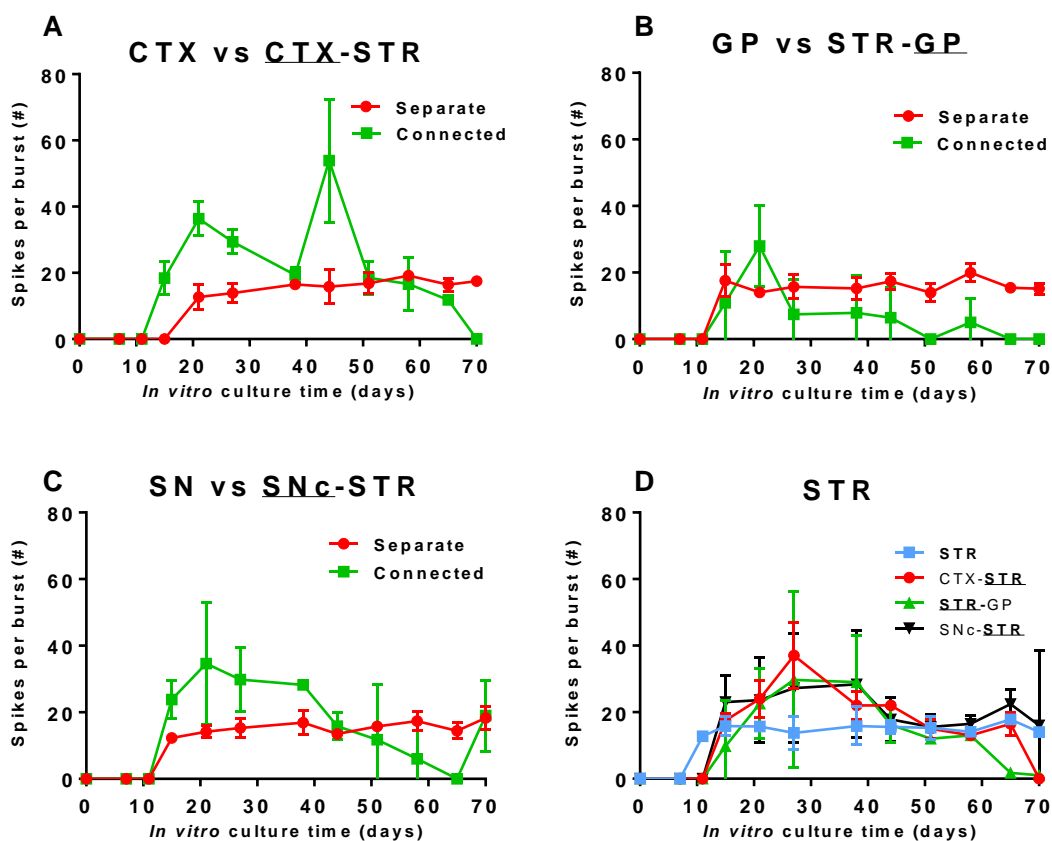 A
CTX vs CTX-STR
80
60
40
20
0
Spikes per burst (#)
Separate
Connected
0 10 20 30 40 50 60 70
In vitro culture time (days)
B
GP vs STR-GP
80
60
40
20
0
Spikes per burst (#)
Separate
Connected
0 10 20 30 40 50 60 70
In vitro culture time (days)
C
SN vs SNc-STR
80
60
40
20
0
Spikes per burst (#)
Separate
Connected
0 10 20 30 40 50 60 70
In vitro culture time (days)
D
STR
80
60
40
20
0
Spikes per burst (#)
STR
CTX-STR
STR-GP
SNc-STR
0 10 20 30 40 50 60 70
In vitro culture time (days)